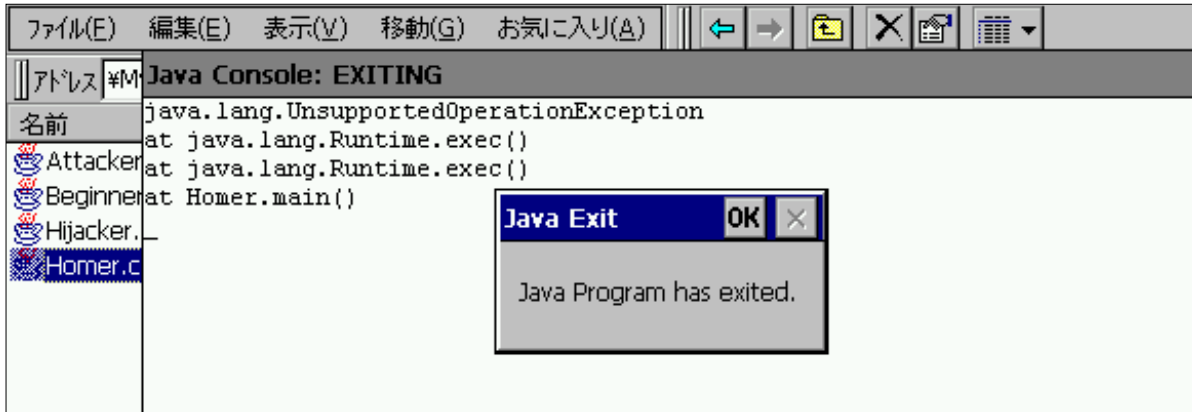 ファイル(F) 編集(E) 表示(V) 移動(G) お気に入り(A)
アドレス ¥M
Java Console: EXITING
名前
Attacker
Beginner
Hijacker.
Homer.c
java.lang.UnsupportedOperationException
at java.lang.Runtime.exec()
at java.lang.Runtime.exec()
at Homer.main()
_
Java Exit OK ×
Java Program has exited.